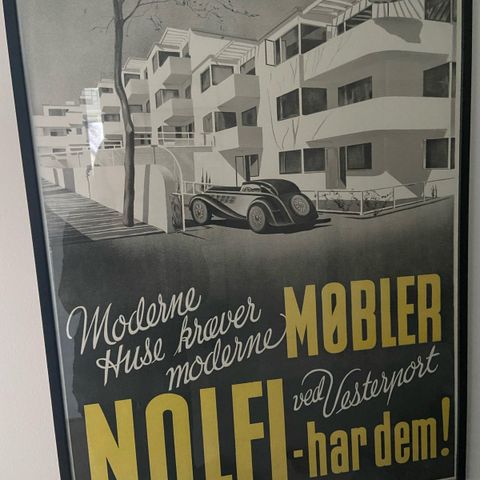 Moderne
Huse kræver
moderne MØBLER
ved Vesterport
NOLFI - har dem!